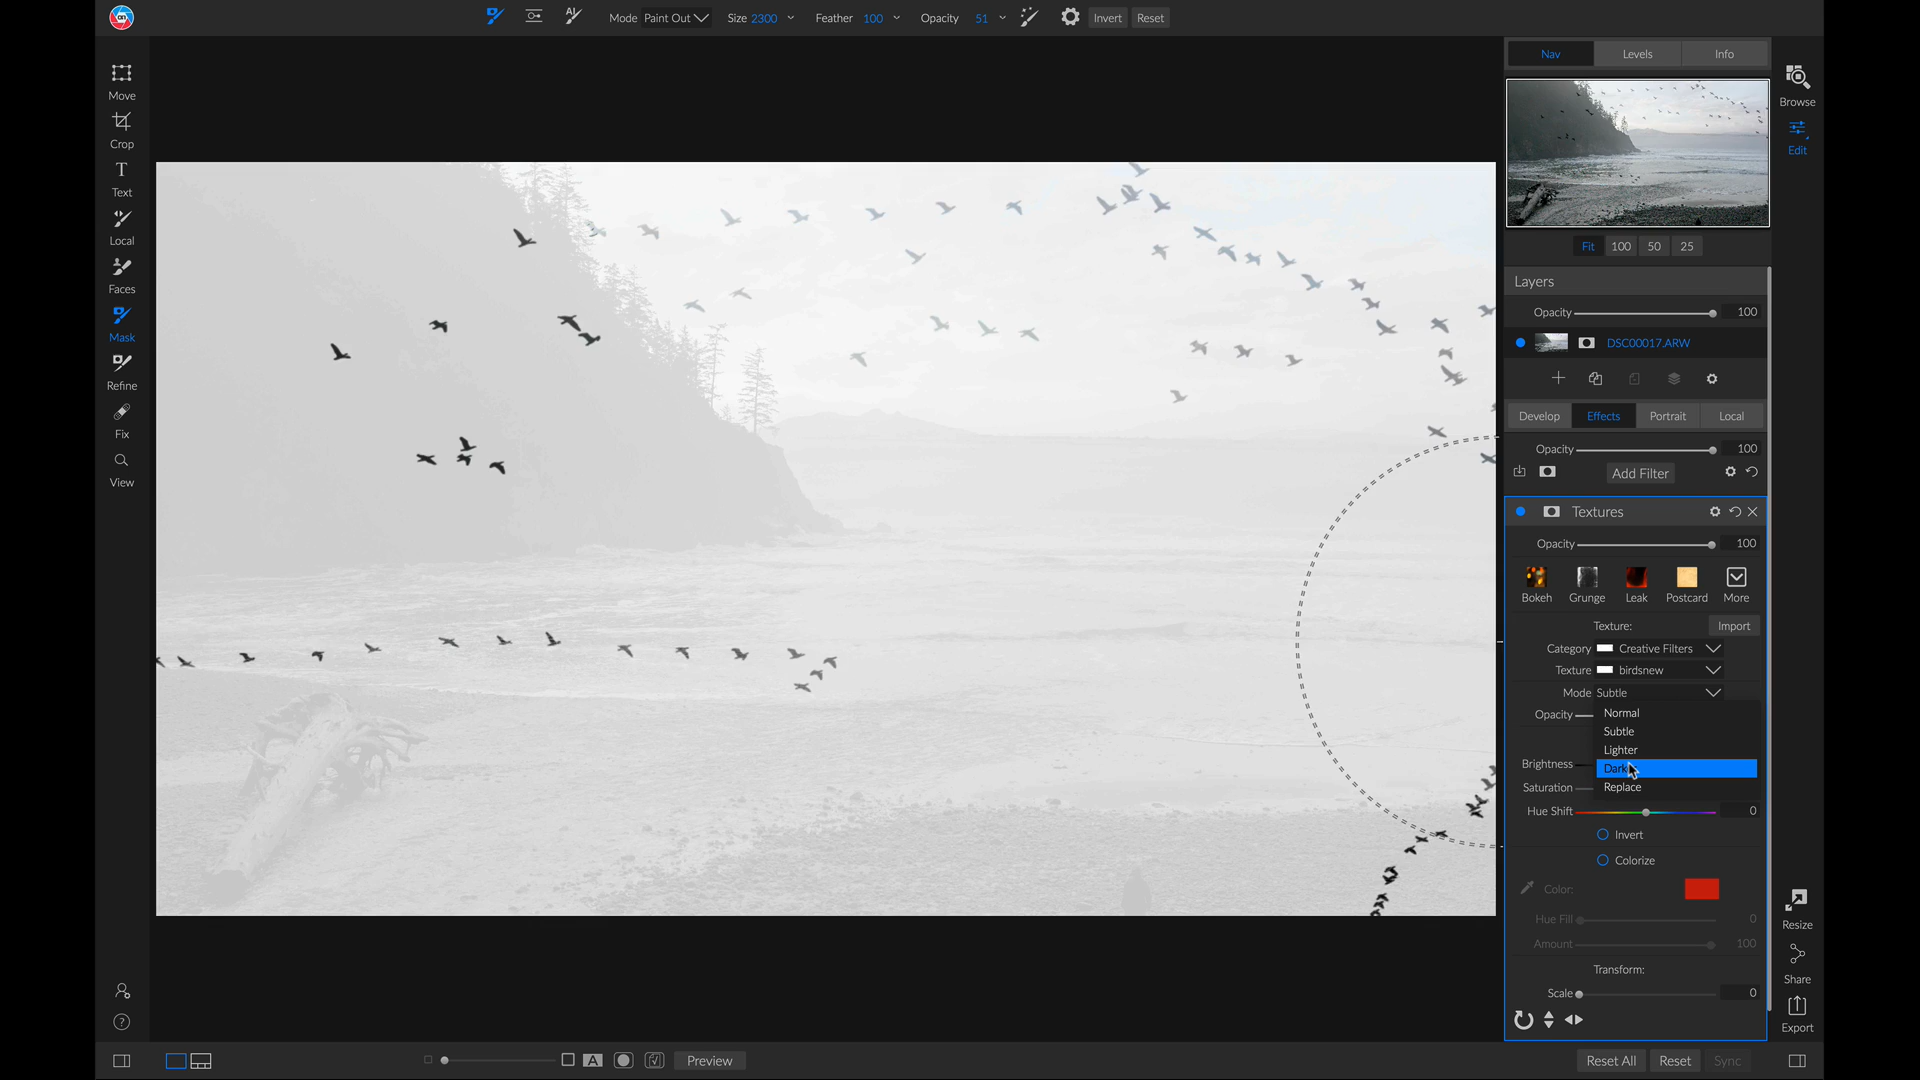 Mode Paint Out Size 2300 Feather 100 Opacity 51 Invert Reset
Move
Crop
T
Text
Local
Faces
Mask
Refine
Fix
View
Nav Levels Info
Fit 100 50 25
Layers
Opacity 100
DSC00017.ARW
Develop Effects Portrait Local
Opacity 100
Add Filter
Textures
Opacity 100
Bokeh Grunge Leak Postcard More
Texture: Import
Category Creative Filters
Texture birdsnew
Mode Subtle
Opacity
Normal
Subtle
Lighter
Replace
Brightness
Saturation
Hue Shift 0
Invert
Colorize
Color:
Hue Fill 0
Amount 100
Transform:
Scale 0
Browse
Edit
Resize
Share
Export
A Preview
Reset All Reset Sync